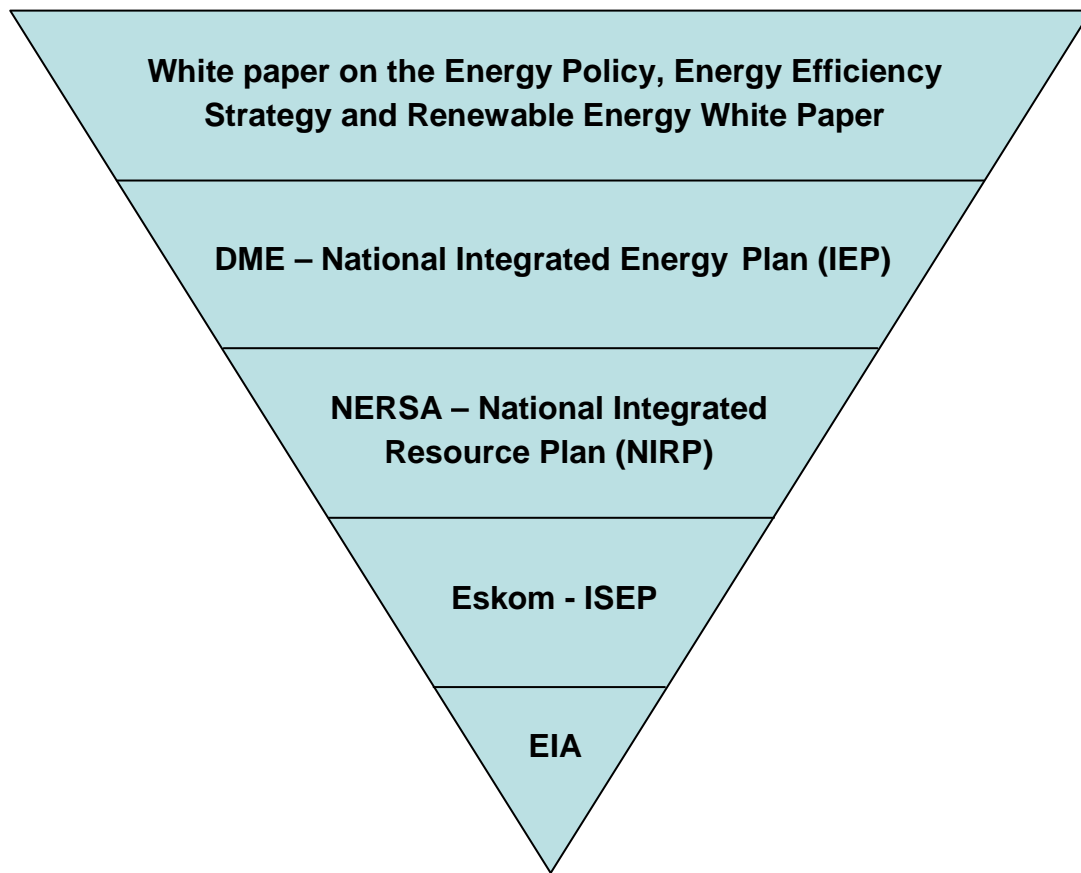 White paper on the Energy Policy, Energy Efficiency
Strategy and Renewable Energy White Paper
DME – National Integrated Energy Plan (IEP)
NERSA – National Integrated
Resource Plan (NIRP)
Eskom - ISEP
EIA